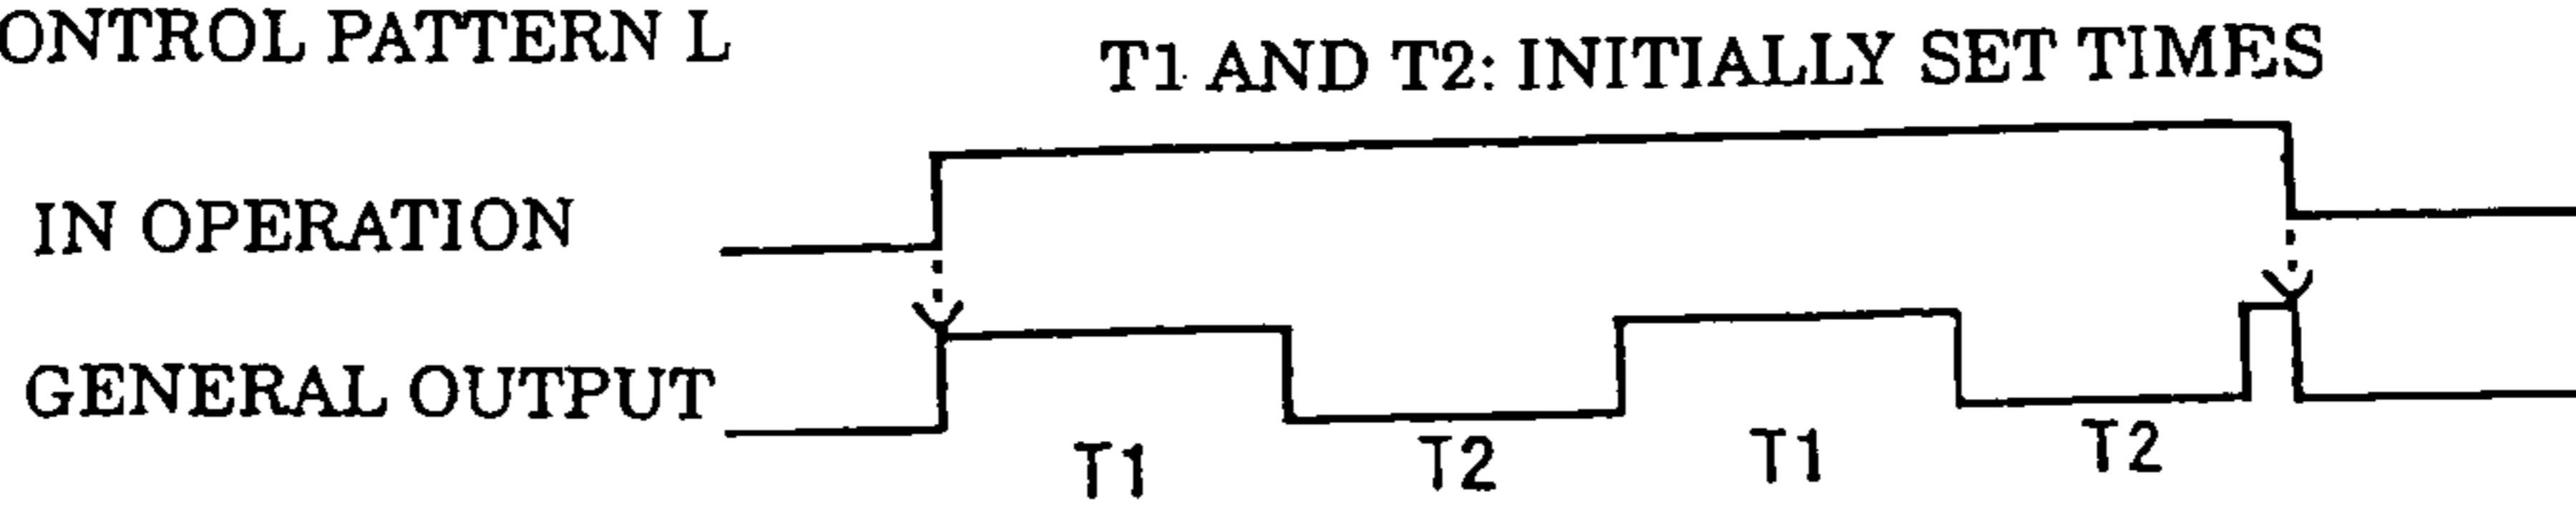 ONTROL PATTERN L
T1 AND T2: INITIALLY SET TIMES
IN OPERATION
GENERAL OUTPUT
T1 T2 T1 T2